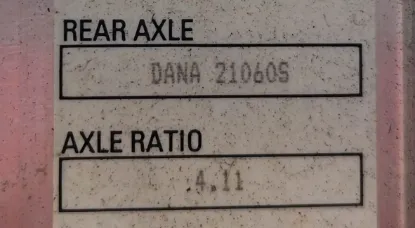 REAR AXLE
DANA 21060S
AXLE RATIO
4.11